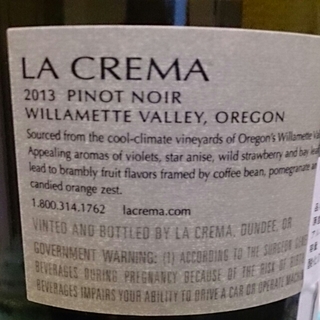 LA CREMA
2013 PINOT NOIR
WILLAMETTE VALLEY, OREGON
Sourced from the cool-climate vineyards of Oregon's Willamette
Appealing aromas of violets, star anise, wild strawberry and bay
lead to brambly fruit flavors framed by coffee bean, pomegranate
candied orange zest.
1.800.314.1762 lacrema.com
VINTED AND BOTTLED BY LA CREMA, DUNDEE, OR
GOVERNMENT WARNING: (1) ACCORDING TO THE SURGEON
BEVERAGES DURING PREGNANCY BECAUSE OF THE RISK OF
BEVERAGES IMPAIRS YOUR ABILITY TO DRIVE A CAR OR OPERATE